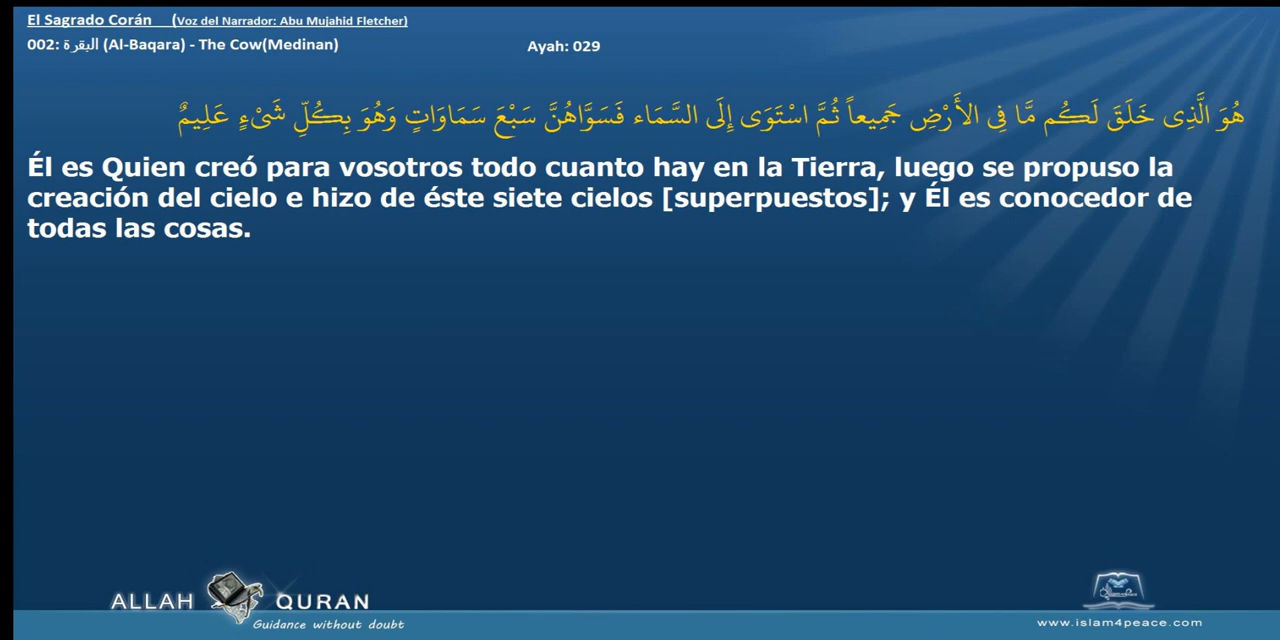 El Sagrado Corán (Voz del Narrador: Abu Mujahid Fletcher)
002: البقرة (Al-Baqara) - The Cow(Medinan) Ayah: 029
هُوَ الَّذِى خَلَقَ لَكُم مَّا فِى الأَرْضِ جَمِيعاً ثُمَّ اسْتَوَى إِلَى السَّمَاء فَسَوَّاهُنَّ سَبْعَ سَمَاوَاتٍ وَهُوَ بِكُلِّ شَىْءٍ عَلِيمٌ
Él es Quien creó para vosotros todo cuanto hay en la Tierra, luego se propuso la
creación del cielo e hizo de éste siete cielos [superpuestos]; y Él es conocedor de
todas las cosas.
ALLAH QURAN
Guidance without doubt
www.islam4peace.com